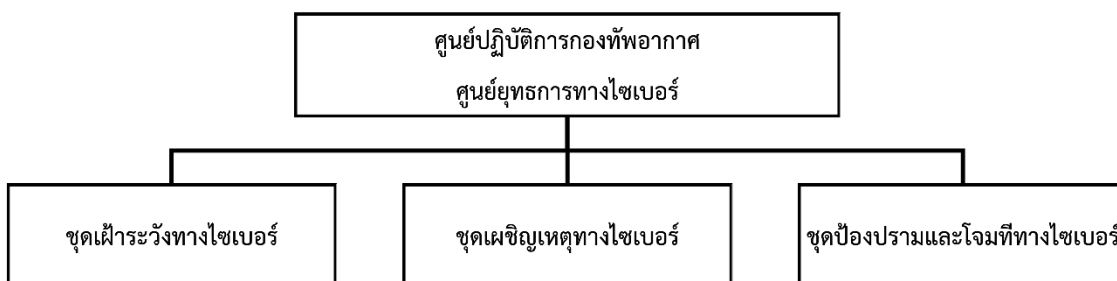 ศูนย์ปฏิบัติการกองทัพอากาศ
ศูนย์ยุทธการทางไซเบอร์
ชุดเฝ้าระวังทางไซเบอร์
ชุดเผชิญเหตุทางไซเบอร์
ชุดป้องปรามและโจมตีทางไซเบอร์